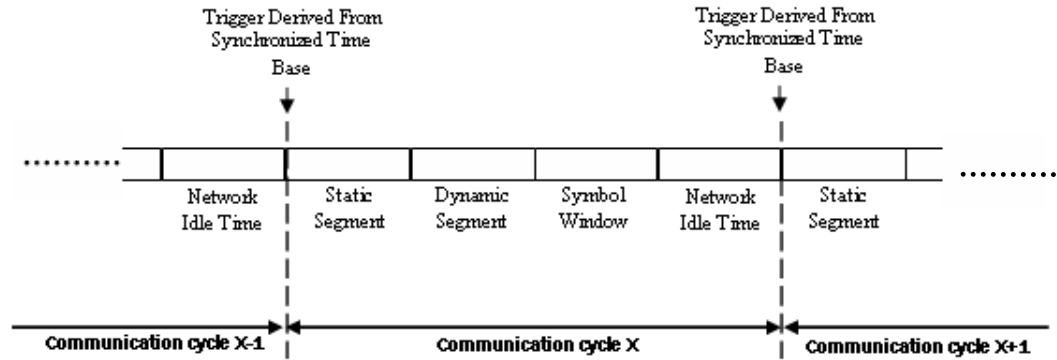 Trigger Derived From
Synchronized Time
Base
Trigger Derived From
Synchronized Time
Base
Network
Idle Time
Static
Segment
Dynamic
Segment
Symbol
Window
Network
Idle Time
Static
Segment
Communication cycle X-1
Communication cycle X
Communication cycle X+1